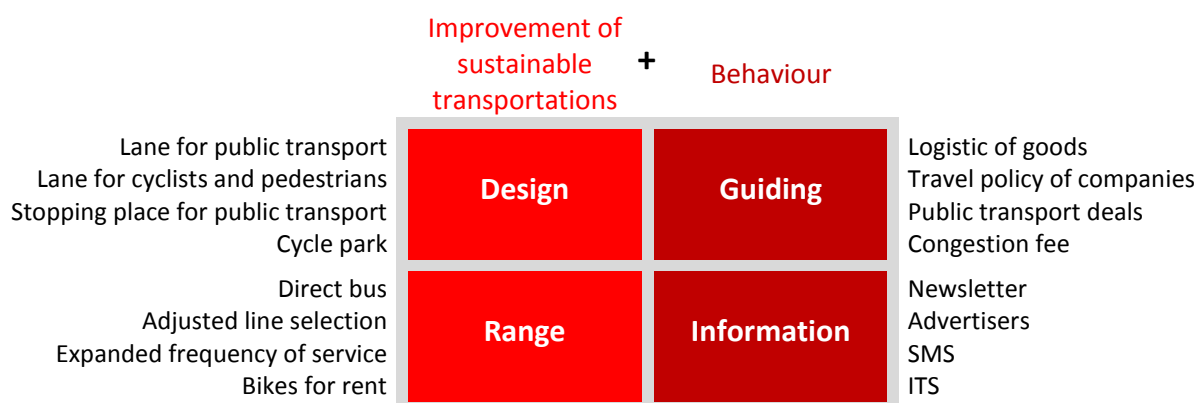 Improvement of
sustainable
transportations
+
Behaviour
Lane for public transport
Lane for cyclists and pedestrians
Stopping place for public transport
Cycle park
Design
Guiding
Logistic of goods
Travel policy of companies
Public transport deals
Congestion fee
Direct bus
Adjusted line selection
Expanded frequency of service
Bikes for rent
Range
Information
Newsletter
Advertisers
SMS
ITS